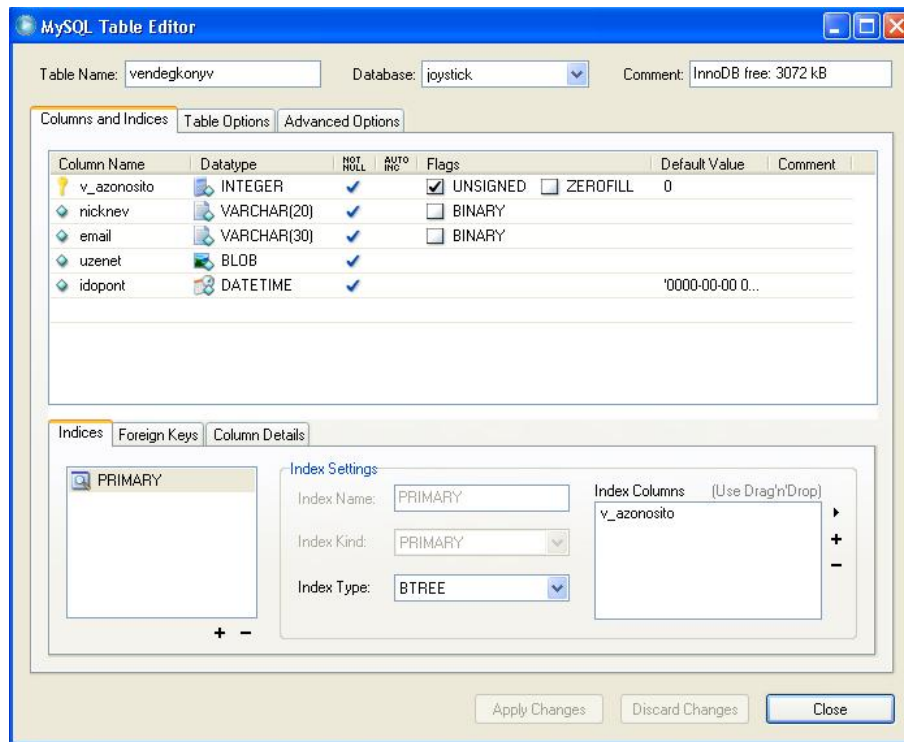 MySQL Table Editor
Table Name: vendegkonyv Database: joystick Comment: InnoDB free: 3072 kB
Columns and Indices Table Options Advanced Options
Column Name Datatype NOT NULL AUTO INC Flags Default Value Comment
v_azonosito INTEGER UNSIGNED ZEROFILL 0
nicknev VARCHAR(20) BINARY
email VARCHAR(30) BINARY
uzenet BLOB
idopont DATETIME '0000-00-00 0...
Indices Foreign Keys Column Details
PRIMARY
Index Settings
Index Name: PRIMARY
Index Kind: PRIMARY
Index Type: BTREE
Index Columns (Use Drag'n'Drop)
v_azonosito
Apply Changes Discard Changes Close